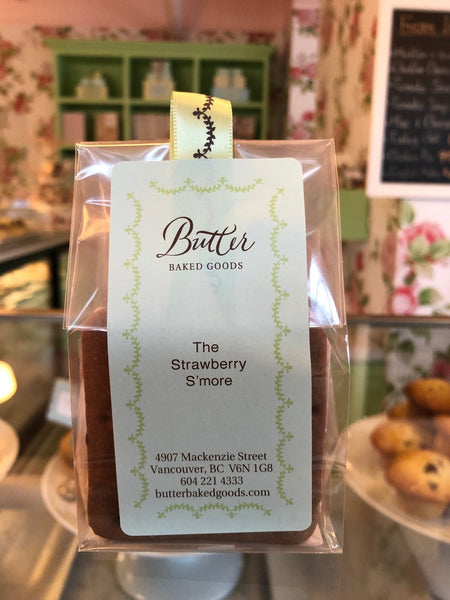 Butter
BAKED GOODS
The
Strawberry
S'more
4907 Mackenzie Street
Vancouver, BC V6N 1G8
604 221 4333
butterbakedgoods.com